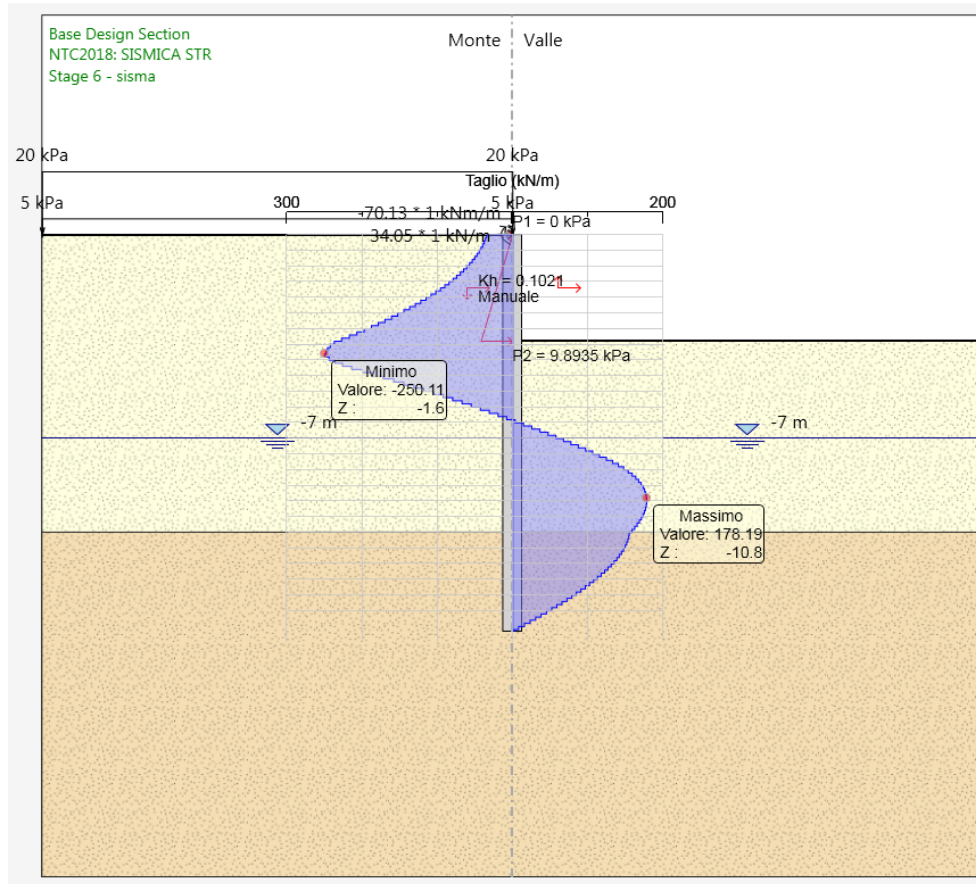 Base Design Section
NTC2018: SISMICA STR
Stage 6 - sisma
Monte
Valle
20 kPa
20 kPa
Taglio (kN/m)
5 kPa
300
5 kPa
200
-70.13 * 1 kNm/m
P1 = 0 kPa
34.05 * 1 kN/m
Kh = 0.1021
Manuale
P2 = 9.8935 kPa
Minimo
Valore: -250.11
Z : -1.6
-7 m
-7 m
Massimo
Valore: 178.19
Z : -10.8